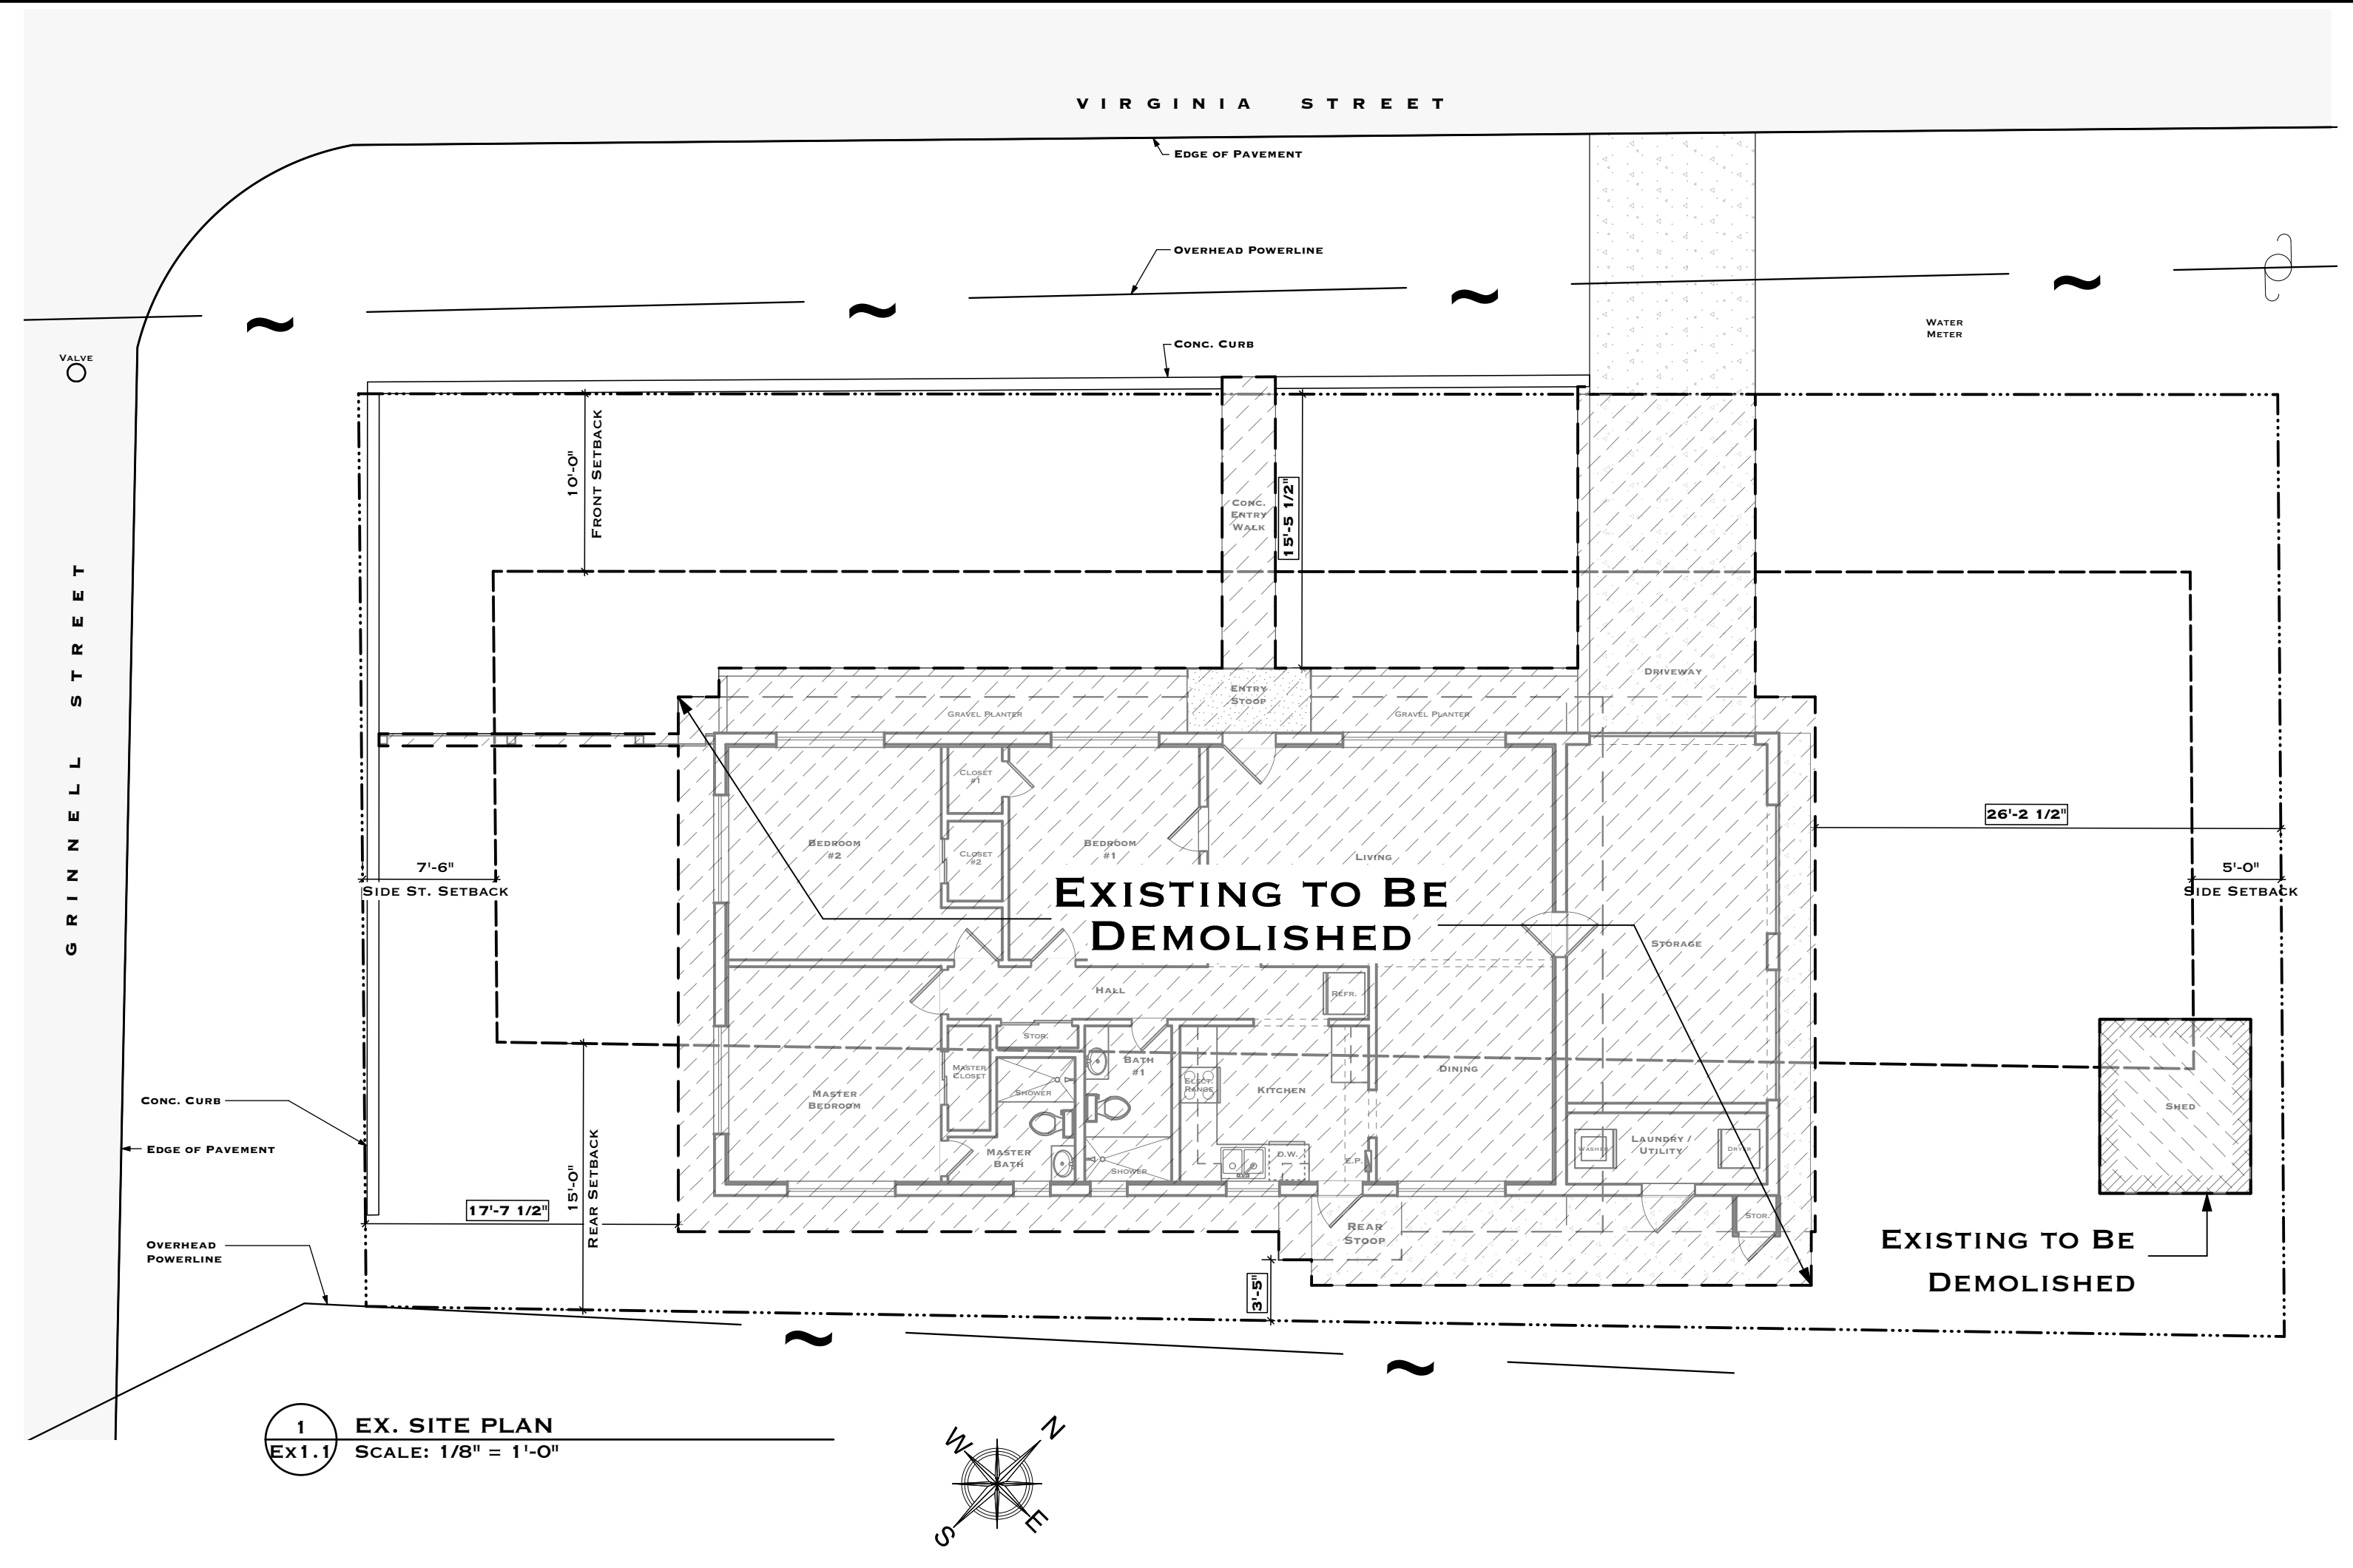 VIRGINIA STREET
EDGE OF PAVEMENT
OVERHEAD POWERLINE
WATER
METER
CONC. CURB
VALVE
GRINNELL STREET
10'-0"
FRONT SETBACK
CONC.
ENTRY
WALK
15'-5 1/2"
DRIVEWAY
ENTRY
STOOP
GRAVEL PLANTER
GRAVEL PLANTER
CLOSET
#1
BEDROOM
#2
CLOSET
#2
BEDROOM
#1
LIVING
26'-2 1/2"
7'-6"
SIDE ST. SETBACK
5'-0"
SIDE SETBACK
EXISTING TO BE
DEMOLISHED
STORAGE
HALL
REFR.
STOR.
MASTER
CLOSET
SHOWER
BATH
#1
ELECT.
RANGE
KITCHEN
DINING
MASTER
BEDROOM
SHED
CONC. CURB
EDGE OF PAVEMENT
MASTER
BATH
SHOWER
D.W.
E.P.
WASHER
LAUNDRY /
UTILITY
DRYER
15'-0"
REAR SETBACK
17'-7 1/2"
STOR.
REAR
STOOP
OVERHEAD
POWERLINE
3'-5"
EXISTING TO BE
DEMOLISHED
1
EX1.1
EX. SITE PLAN
SCALE: 1/8" = 1'-0"
W
N
S
E